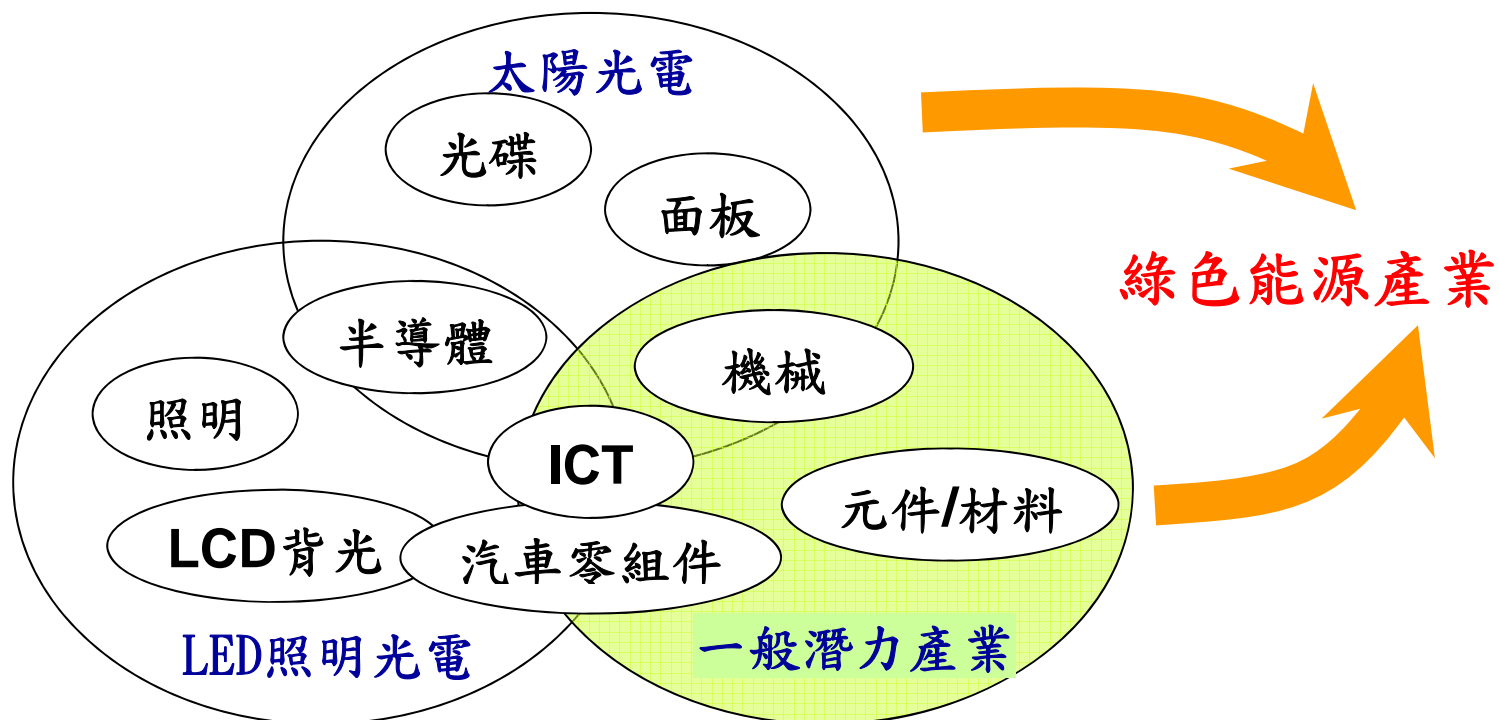 太陽光電
光碟
面板
綠色能源產業
半導體
機械
照明
ICT
元件/材料
LCD背光
汽車零組件
LED照明光電
一般潛力產業